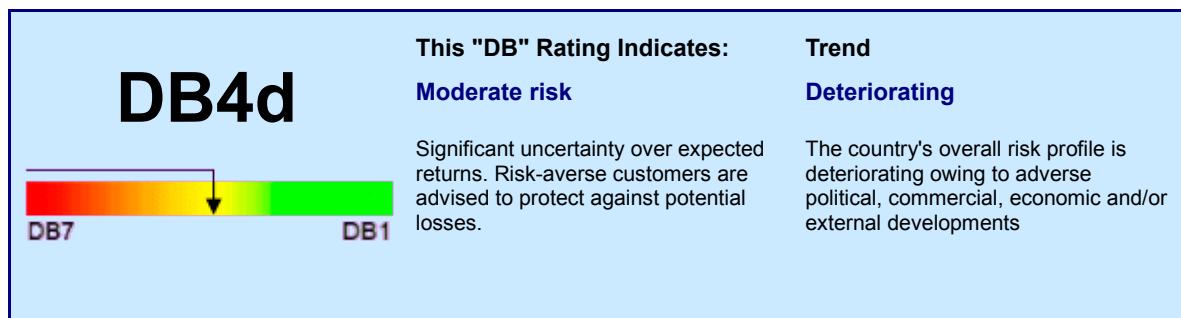 DB4d
DB7
DB1
This "DB" Rating Indicates:
Moderate risk
Significant uncertainty over expected
returns. Risk-averse customers are
advised to protect against potential
losses.
Trend
Deteriorating
The country's overall risk profile is
deteriorating owing to adverse
political, commercial, economic and/or
external developments